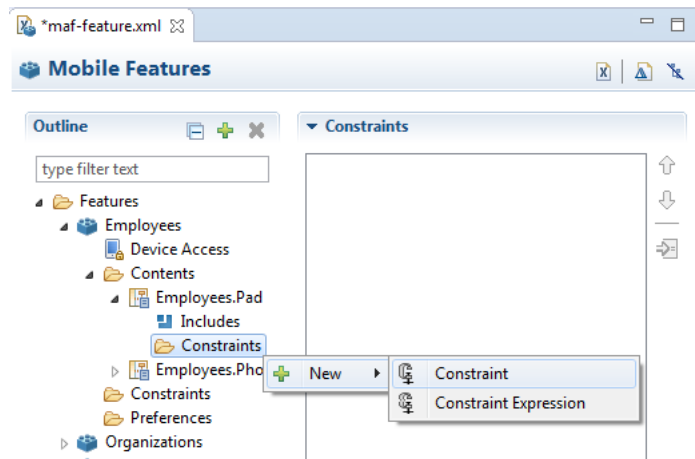 *maf-feature.xml
Mobile Features
Outline
Constraints
type filter text
Features
Employees
Device Access
Contents
Employees.Pad
Includes
Constraints
Employees.Pho
New
Constraint
Constraint Expression
Constraints
Preferences
Organizations